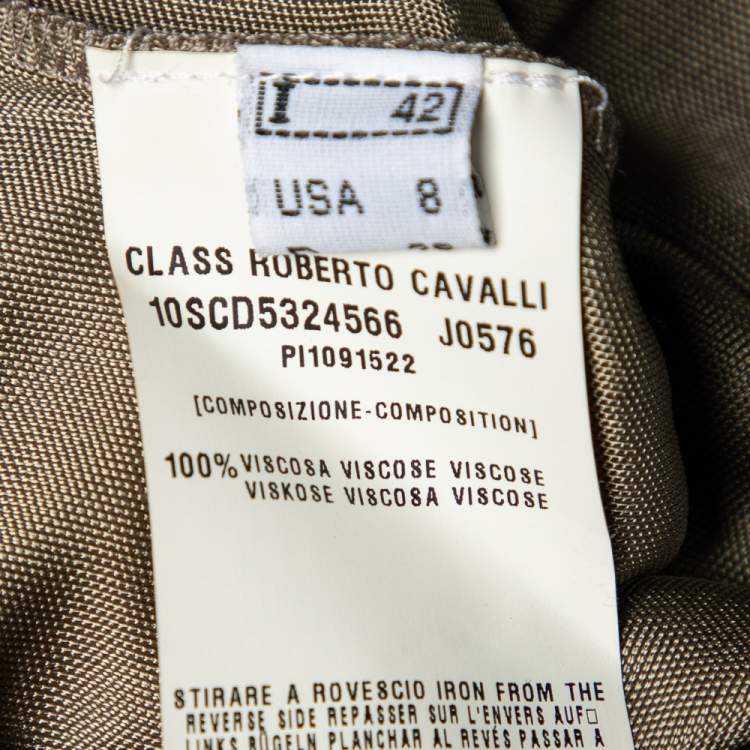 I 42
USA 8
CLASS ROBERTO CAVALLI
10SCD5324566 J0576
PI1091522
[COMPOSIZIONE-COMPOSITION]
100% VISCOSA VISCOSE VISCOSE
VISKOSE VISCOSA VISCOSE
STIRARE A ROVESCIO IRON FROM THE
REVERSE SIDE REPASSER SUR L'ENVERS AUF□
LINKS BÜGELN PLANCHAR AL REVÉS PASSAR A